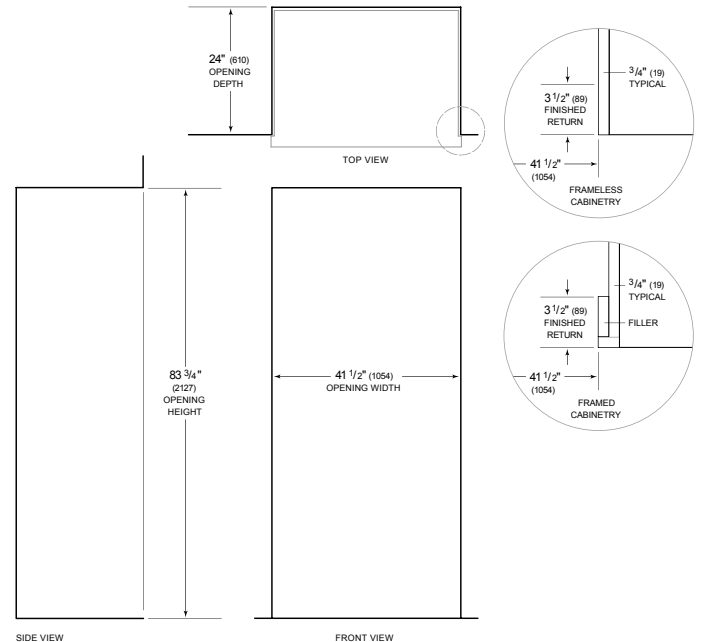 24" (610)
OPENING
DEPTH
TOP VIEW
3/4" (19)
TYPICAL
3 1/2" (89)
FINISHED
RETURN
41 1/2"
(1054)
FRAMELESS
CABINETRY
3/4" (19)
TYPICAL
3 1/2" (89)
FINISHED
RETURN
FILLER
41 1/2"
(1054)
FRAMED
CABINETRY
83 3/4"
(2127)
OPENING
HEIGHT
41 1/2" (1054)
OPENING WIDTH
SIDE VIEW
FRONT VIEW